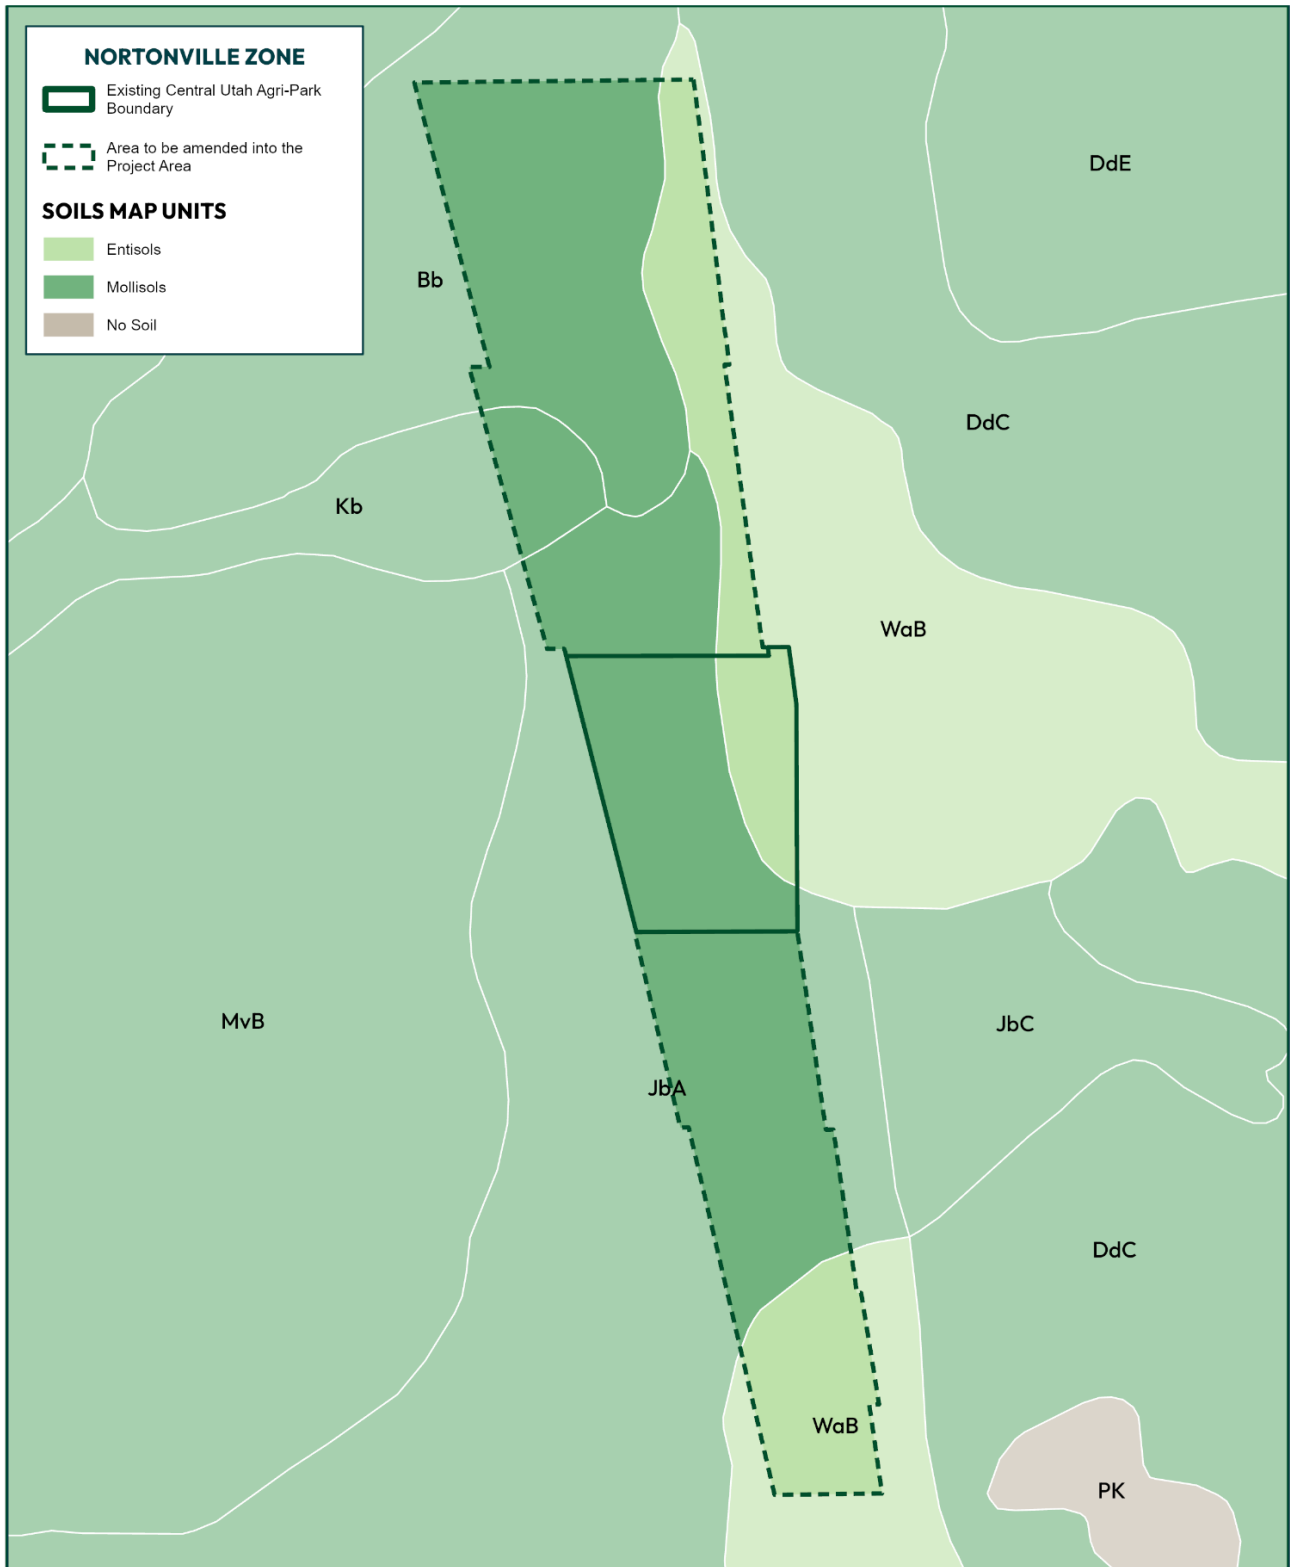 NORTONVILLE ZONE
Existing Central Utah Agri-Park
Boundary
Area to be amended into the
Project Area
SOILS MAP UNITS
Entisols
Mollisols
No Soil
DdE
Bb
DdC
Kb
WaB
MvB
JbC
JbA
DdC
WaB
PK